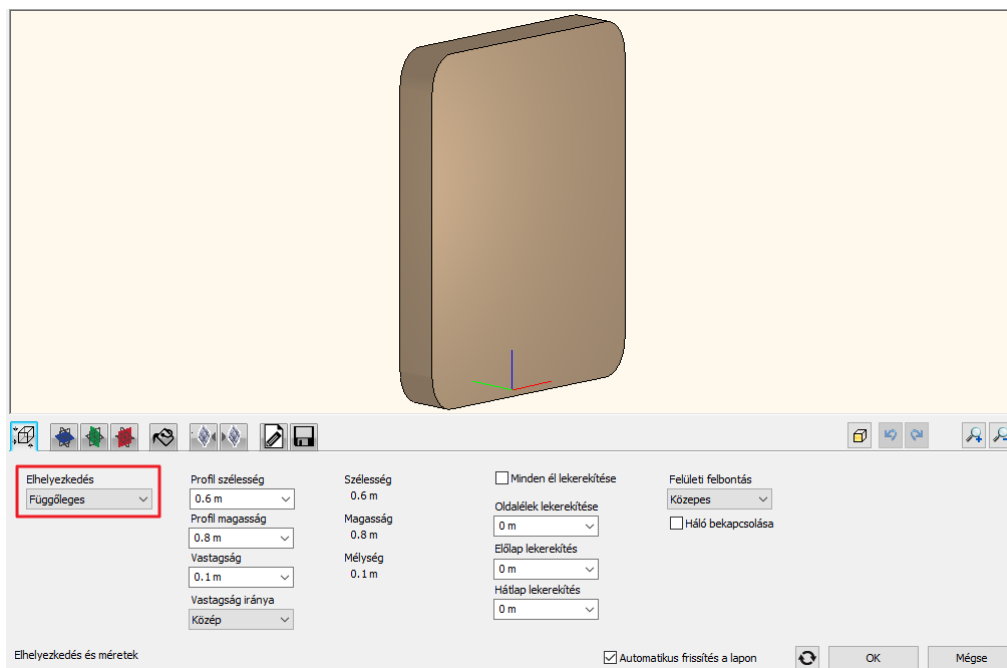 Elhelyezkedés
Függőleges
Profil szélesség
0.6 m
Profil magasság
0.8 m
Vastagság
0.1 m
Vastagság iránya
Közép
Szélesség
0.6 m
Magasság
0.8 m
Mélység
0.1 m
Minden él lekerekítése
Oldalélek lekerekítése
0 m
Előlap lekerekítés
0 m
Hátlap lekerekítés
0 m
Felületi felbontás
Közepes
Háló bekapcsolása
Elhelyezkedés és méretek
Automatikus frissítés a lapon
OK
Mégse